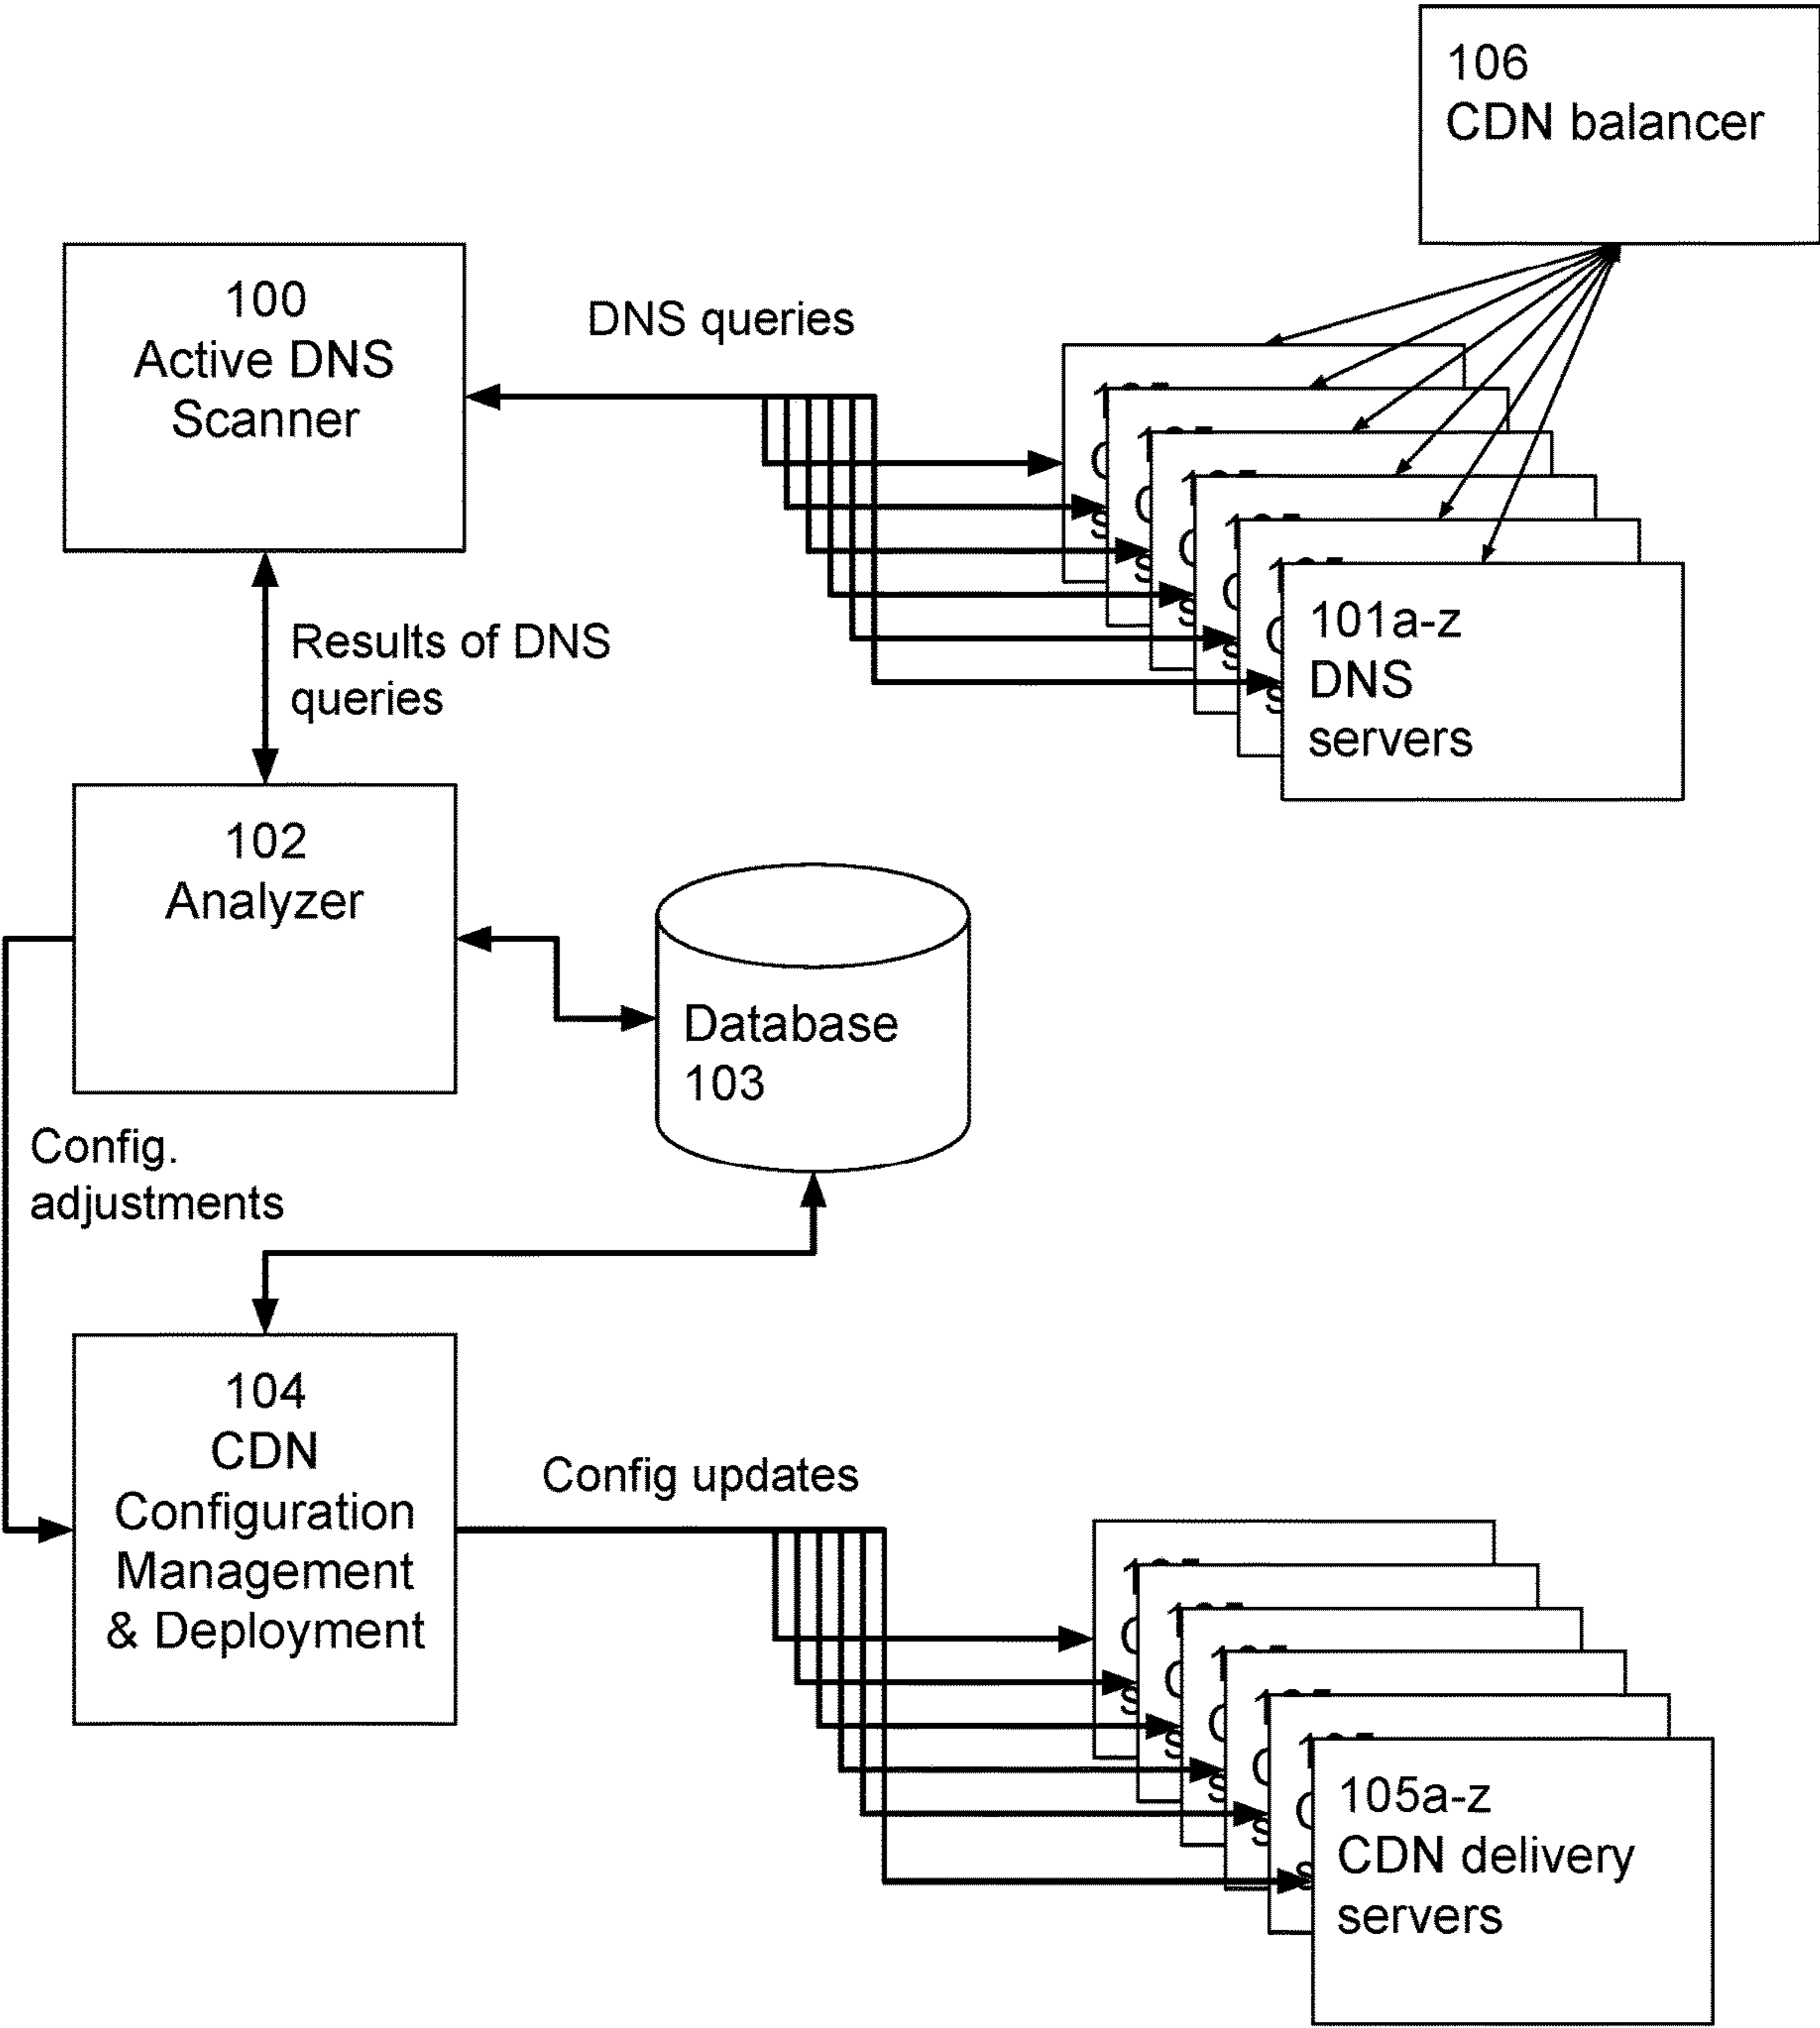 106
CDN balancer
100
Active DNS
Scanner
DNS queries
101a-z
DNS
servers
Results of DNS
queries
102
Analyzer
Database
103
Config.
adjustments
104
CDN
Configuration
Management
& Deployment
Config updates
105a-z
CDN delivery
servers